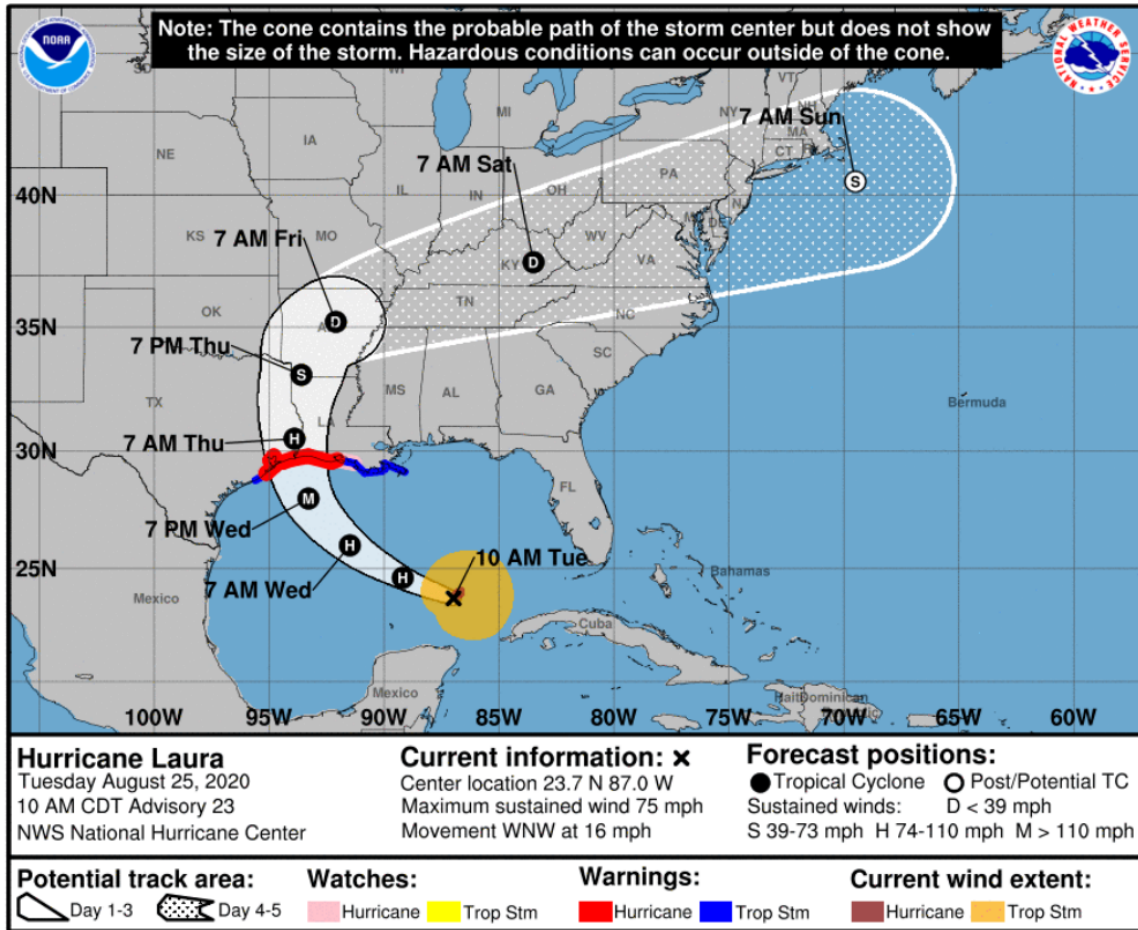 Note: The cone contains the probable path of the storm center but does not show
the size of the storm. Hazardous conditions can occur outside of the cone.
NOAA
NATIONAL WEATHER SERVICE
WI
VT
NH
MI
NY
7 AM Sun
MA
CT
IA
NE
7 AM Sat
PA
40N
IL
IN
OH
S
NJ
DE
KS
7 AM Fri
MO
WV
KY
D
VA
OK
D
TN
NC
35N
7 PM Thu
S
SC
MS
AL
GA
TX
LA
Bermuda
7 AM Thu
H
30N
FL
M
7 PM Wed
H
10 AM Tue
25N
H
Bahamas
7 AM Wed
Mexico
Cuba
Mexico
Haiti
Dominican
100W 95W 90W 85W 80W 75W 70W 65W 60W
Hurricane Laura
Tuesday August 25, 2020
10 AM CDT Advisory 23
NWS National Hurricane Center
Current information: x
Center location 23.7 N 87.0 W
Maximum sustained wind 75 mph
Movement WNW at 16 mph
Forecast positions:
Tropical Cyclone Post/Potential TC
Sustained winds: D < 39 mph
S 39-73 mph H 74-110 mph M > 110 mph
Potential track area:
Day 1-3 Day 4-5
Watches:
Hurricane Trop Stm
Warnings:
Hurricane Trop Stm
Current wind extent:
Hurricane Trop Stm